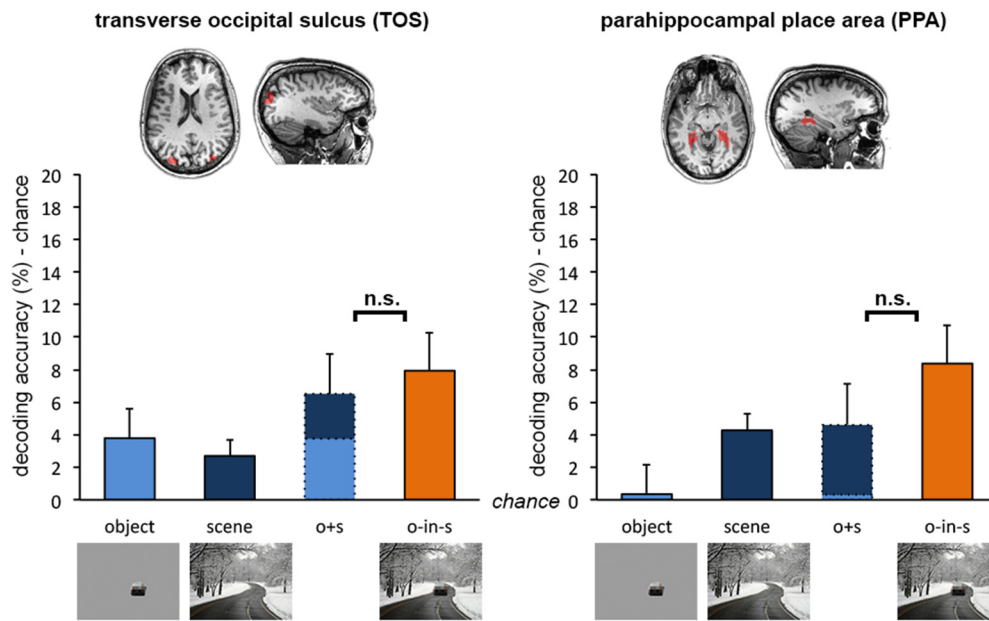 transverse occipital sulcus (TOS)
parahippocampal place area (PPA)
decoding accuracy (%) - chance
20
18
16
14
12
10
8
6
4
2
0
n.s.
object
scene
o+s
o-in-s
chance
decoding accuracy (%) - chance
20
18
16
14
12
10
8
6
4
2
0
n.s.
object
scene
o+s
o-in-s